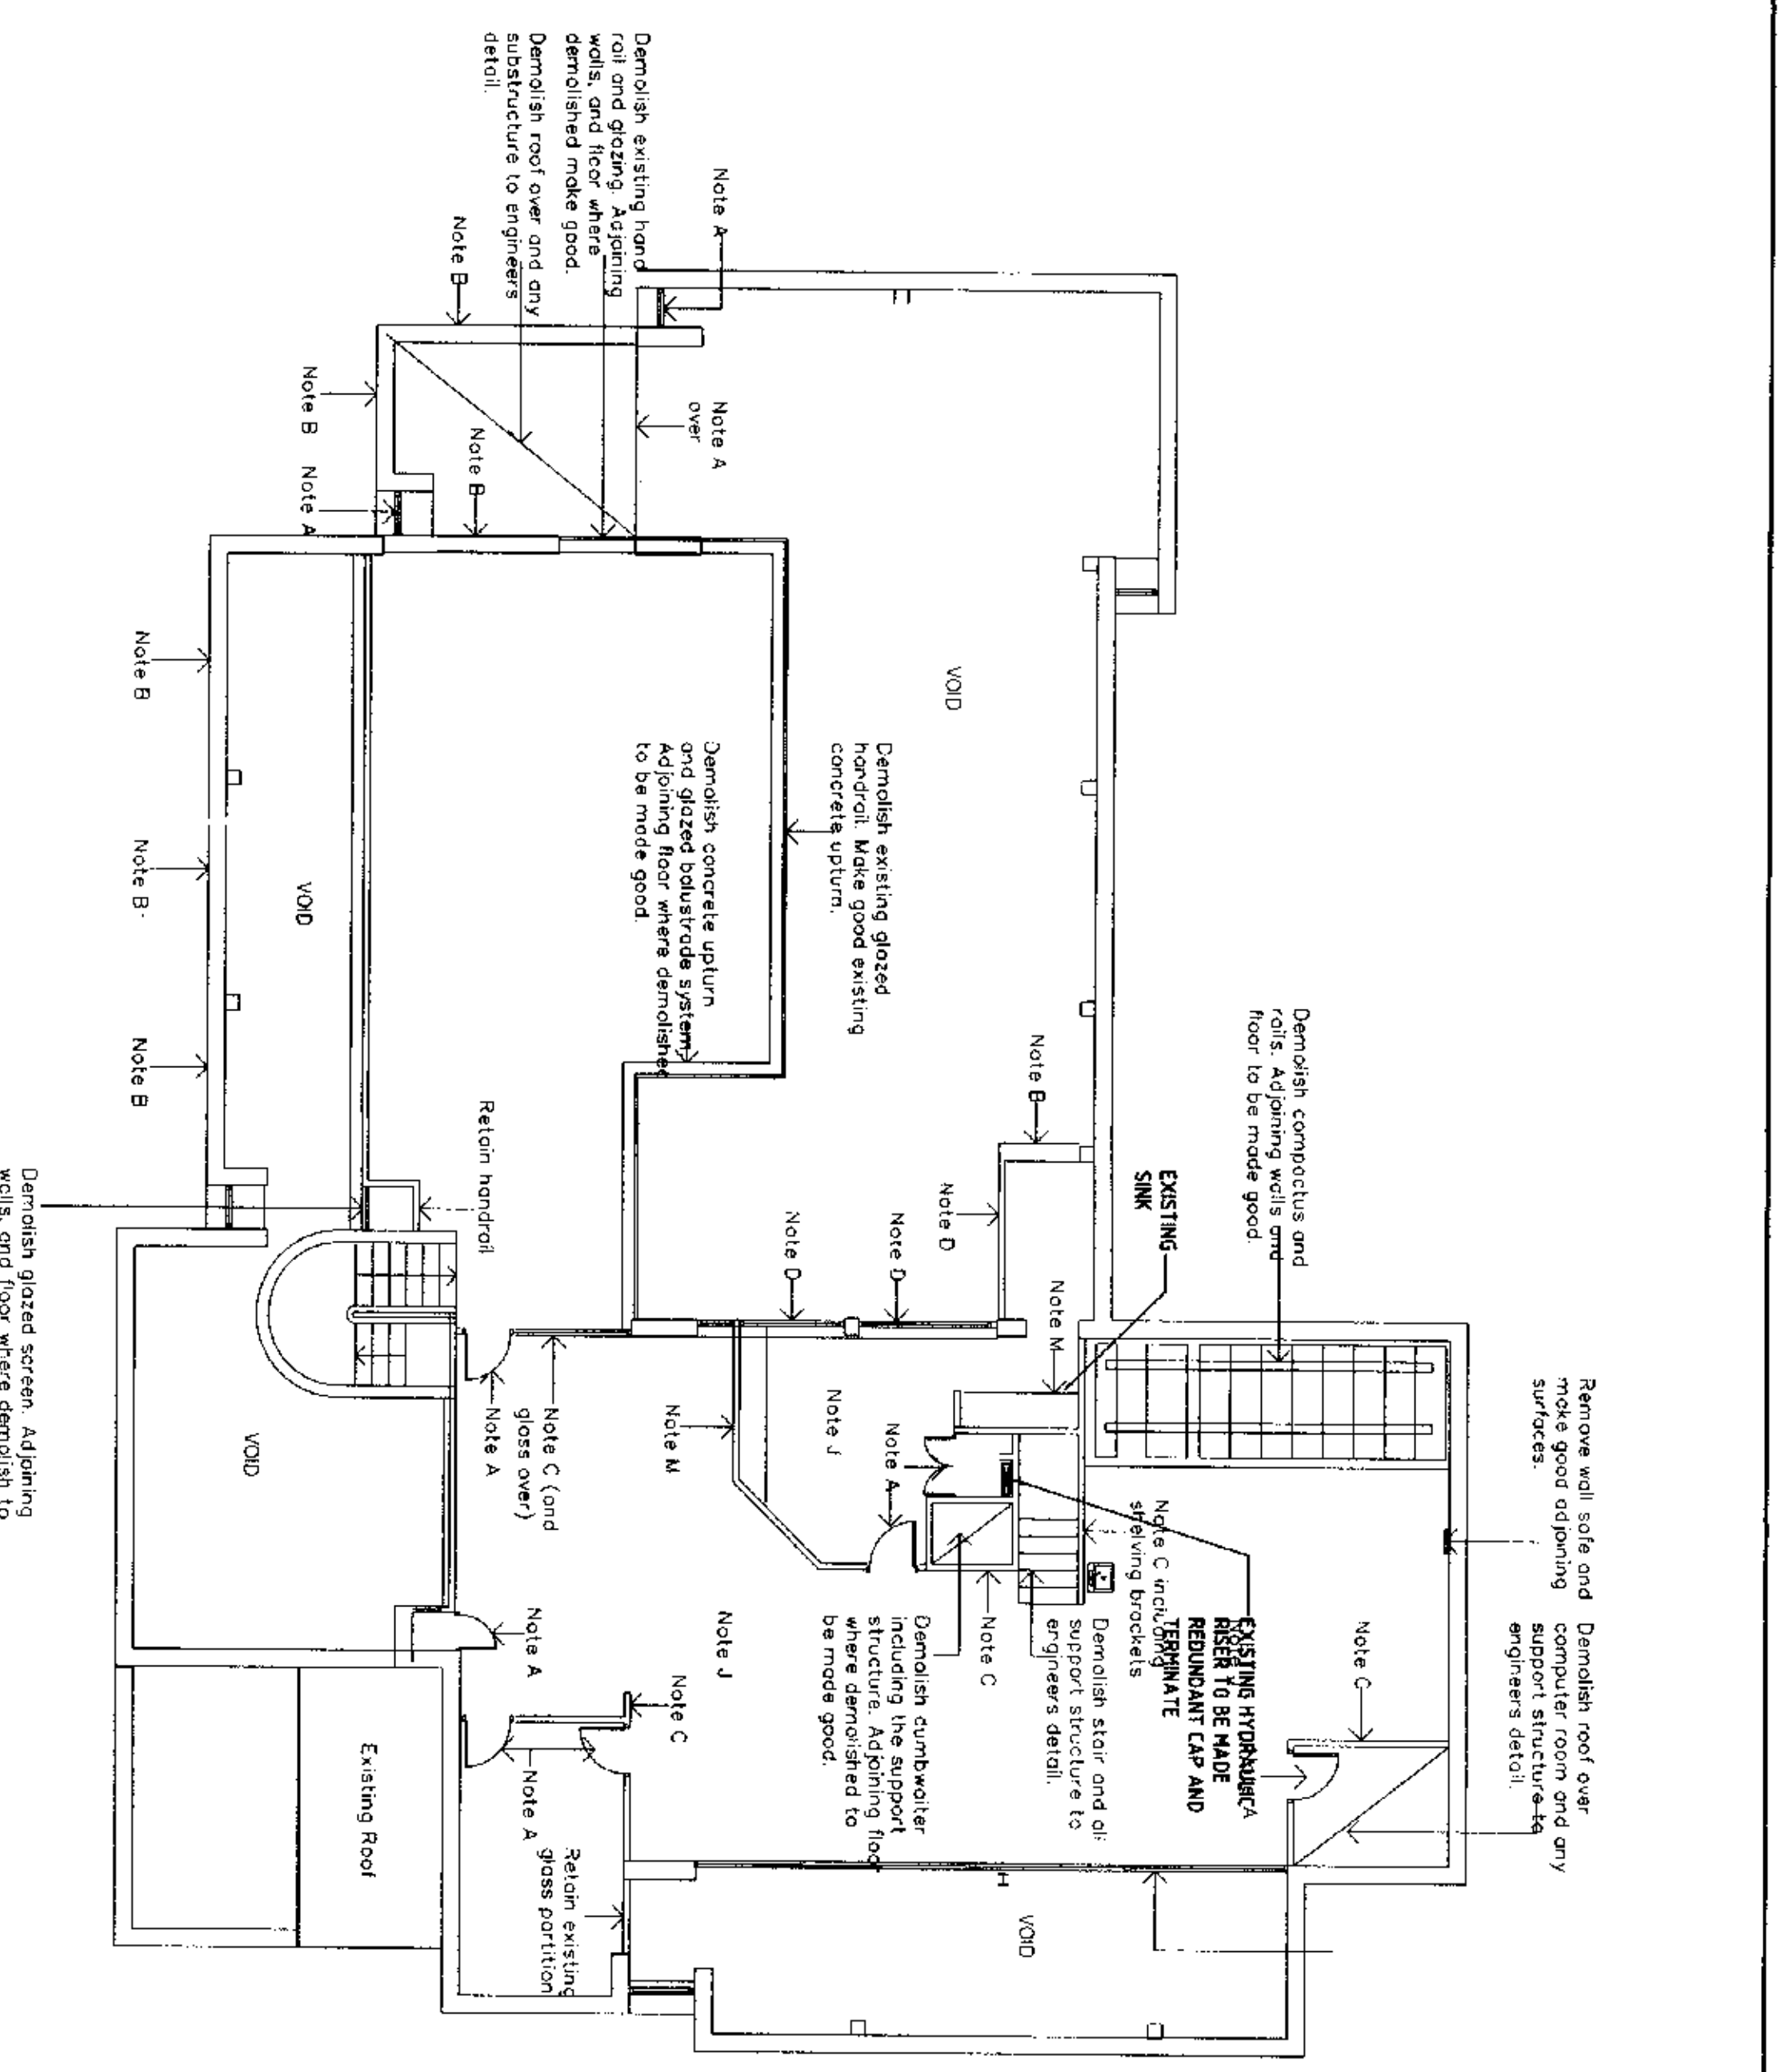 Remove wall safe and
make good adjoining
surfaces.
Demolish roof over
computer room and any
support structure to
engineers detail.
Demolish compactus and
rails. Adjoining walls and
floor to be made good.
Note C
EXISTING
SINK
Note C including
shelving brackets
EXISTING HYDRAULIC
RISER TO BE MADE
REDUNDANT CAP AND
TERMINATE
Note A
Note B
Note M
Demolish stair and all
support structure to
engineers detail.
VOID
VOID
Note D
Note C
Demolish existing glazed
handrail. Make good existing
concrete upturn.
Note D
Note A
Demolish dumbwaiter
including the support
structure. Adjoining floor
where demolished to
be made good.
Note D
Note J
Note A
Note A
over
Demolish concrete upturn
and glazed balustrade system,
Adjoining floor where demolished
to be made good.
Note M
Note J
Note C
Demolish existing hand
rail and glazing. Adjoining
walls, and floor where
demolished make good.
Demolish roof over and any
substructure to engineers
detail.
Note B
Note B
Retain handrail
Note C (and
glass over)
Note A
Note A
Note A
Retain existing
glass partition
Note B
Note A
VOID
VOID
Existing Roof
Note B
Note B
Note B
Demolish glazed screen. Adjoining
walls, and floor where demolish to